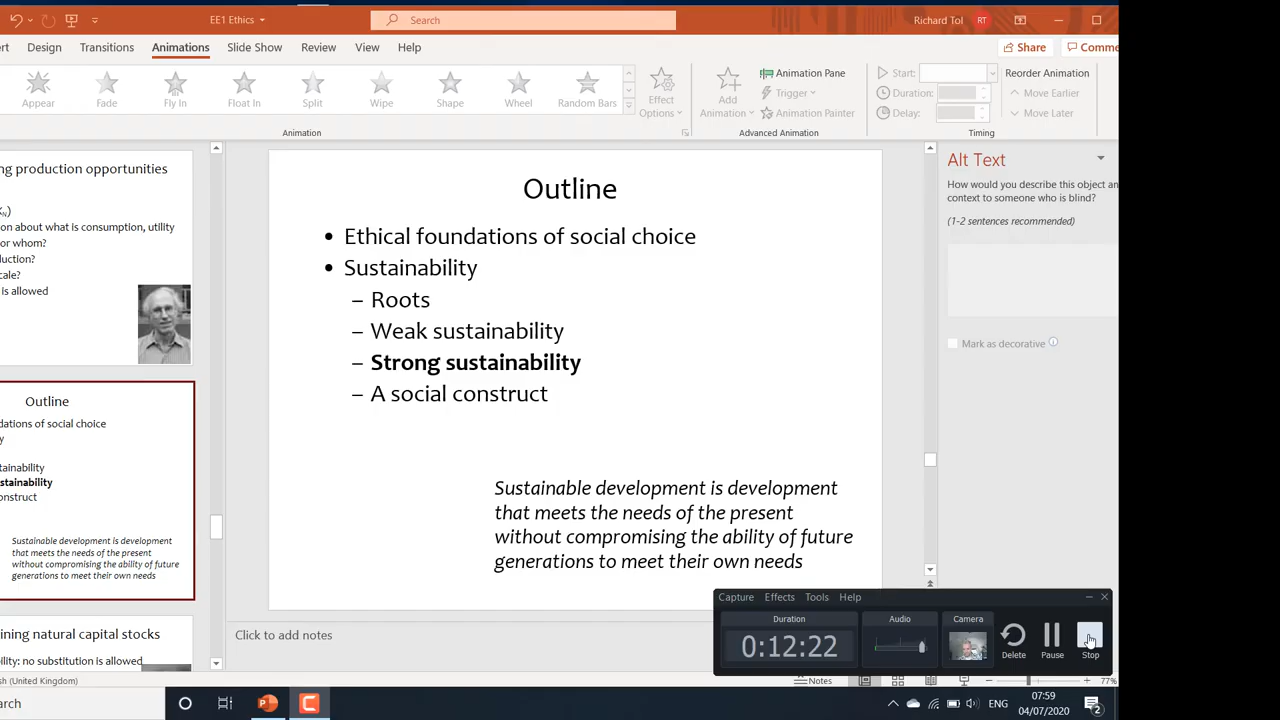 EE1 Ethics
Search
Richard Tol
RT
Design
Transitions
Animations
Slide Show
Review
View
Help
Share
Appear
Fade
Fly In
Float In
Split
Wipe
Shape
Wheel
Random Bars
Effect
Options
Add
Animation
Animation Pane
Trigger
Animation Painter
Start:
Duration:
Delay:
Reorder Animation
Move Earlier
Move Later
Animation
Advanced Animation
Timing
ng production opportunities
on about what is consumption, utility
or whom?
duction?
cale?
is allowed
Outline
dations of social choice
y
tainability
stainability
construct
Sustainable development is development
that meets the needs of the present
without compromising the ability of future
generations to meet their own needs
ining natural capital stocks
bility: no substitution is allowed
Outline
• Ethical foundations of social choice
• Sustainability
– Roots
– Weak sustainability
– Strong sustainability
– A social construct
Sustainable development is development
that meets the needs of the present
without compromising the ability of future
generations to meet their own needs
Click to add notes
Alt Text
How would you describe this object an
context to someone who is blind?
(1-2 sentences recommended)
Mark as decorative
Capture
Effects
Tools
Help
Duration
0:12:22
Audio
Camera
Delete
Pause
Stop
sh (United Kingdom)
Notes
77%
arch
ENG
07:59
04/07/2020
2